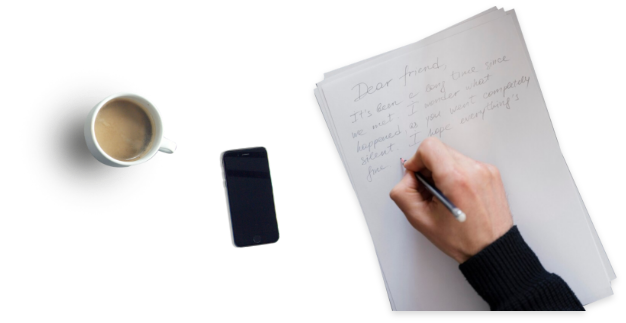 Dear friend,
It's been a long time since
we met. I wonder what
happened as you went completely
silent. I hope everything's
fine